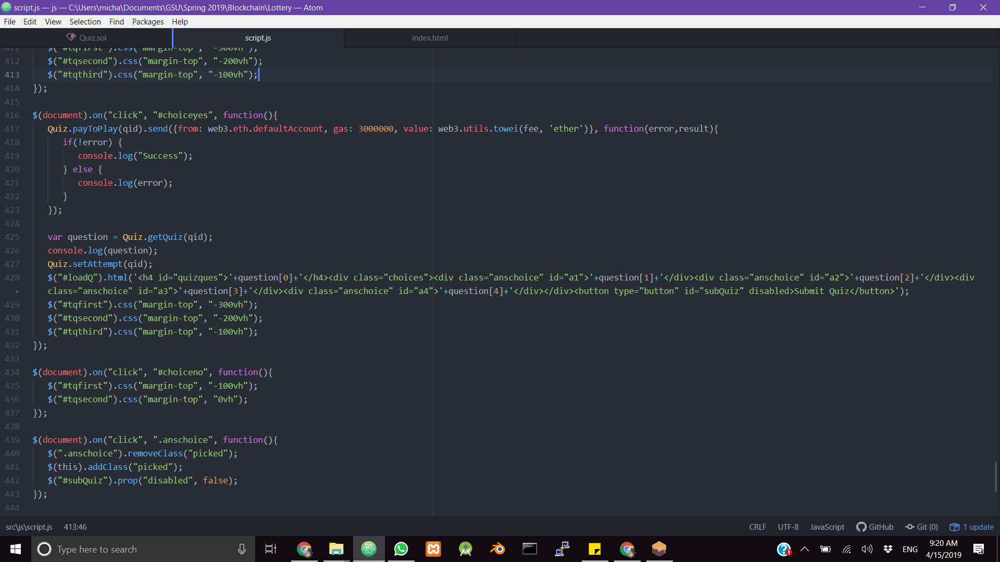 script.js — js — C:\Users\micha\Documents\GSU\Spring 2019\Blockchain\Lottery — Atom
File Edit View Selection Find Packages Help
Quiz.sol script.js index.html
411 $("#tqfirst").css("margin-top", "-300vh");
412 $("#tqsecond").css("margin-top", "-200vh");
413 $("#tqthird").css("margin-top", "-100vh");
414 });
415
416 $(document).on("click", "#choiceyes", function(){
417 Quiz.payToPlay(qid).send({from: web3.eth.defaultAccount, gas: 3000000, value: web3.utils.towei(fee, 'ether')}, function(error,result){
418 if(!error) {
419 console.log("Success");
420 } else {
421 console.log(error);
422 }
423 });
424
425 var question = Quiz.getQuiz(qid);
426 console.log(question);
427 Quiz.setAttempt(qid);
428 $("#loadQ").html('<h4 id="quizques">'+question[0]+'</h4><div class="choices"><div class="anschoice" id="a1">'+question[1]+'</div><div class="anschoice" id="a2">'+question[2]+'</div><div
• class="anschoice" id="a3">'+question[3]+'</div><div class="anschoice" id="a4">'+question[4]+'</div></div><button type="button" id="subQuiz" disabled>Submit Quiz</button>');
429 $("#tqfirst").css("margin-top", "-300vh");
430 $("#tqsecond").css("margin-top", "-200vh");
431 $("#tqthird").css("margin-top", "-100vh");
432 });
433
434 $(document).on("click", "#choiceno", function(){
435 $("#tqfirst").css("margin-top", "-100vh");
436 $("#tqsecond").css("margin-top", "0vh");
437 });
438
439 $(document).on("click", ".anschoice", function(){
440 $(".anschoice").removeClass("picked");
441 $(this).addClass("picked");
442 $("#subQuiz").prop("disabled", false);
443 });
444
src\js\script.js 413:46 CRLF UTF-8 JavaScript GitHub Git (0) 1 update
Type here to search ENG 9:20 AM
4/15/2019